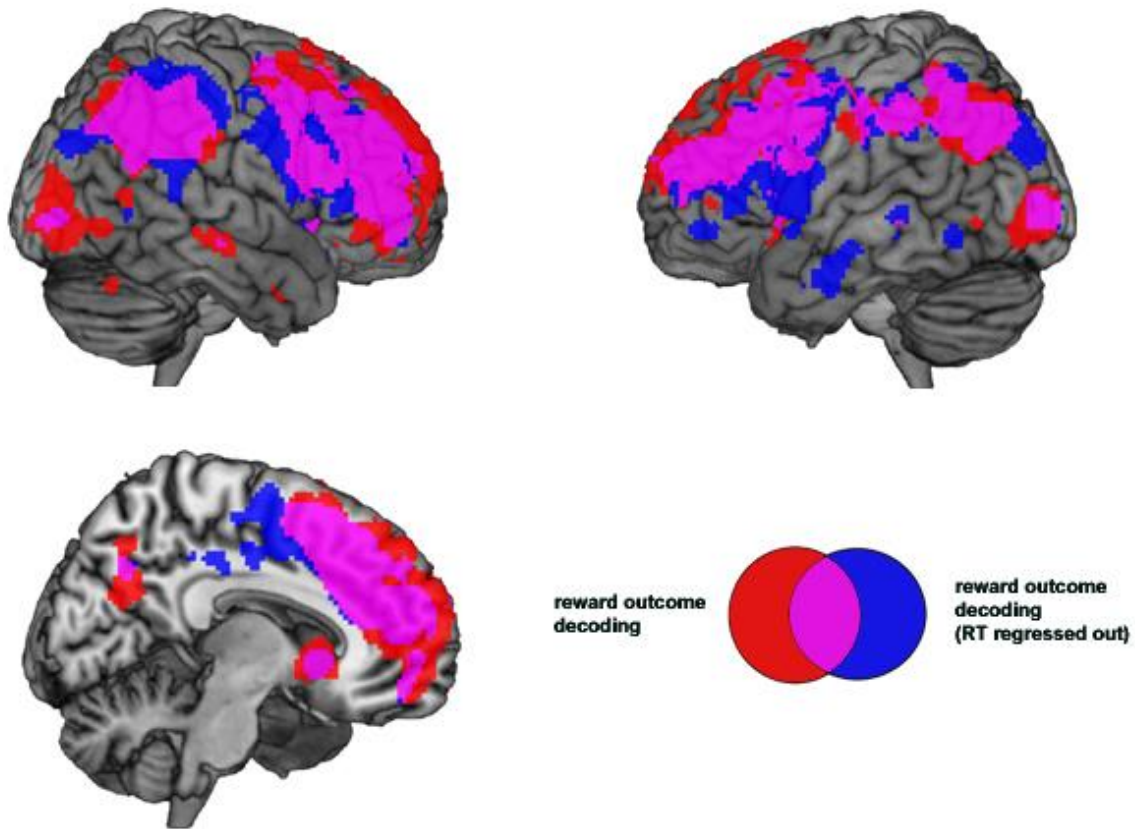 reward outcome
decoding
reward outcome
decoding
(RT regressed out)